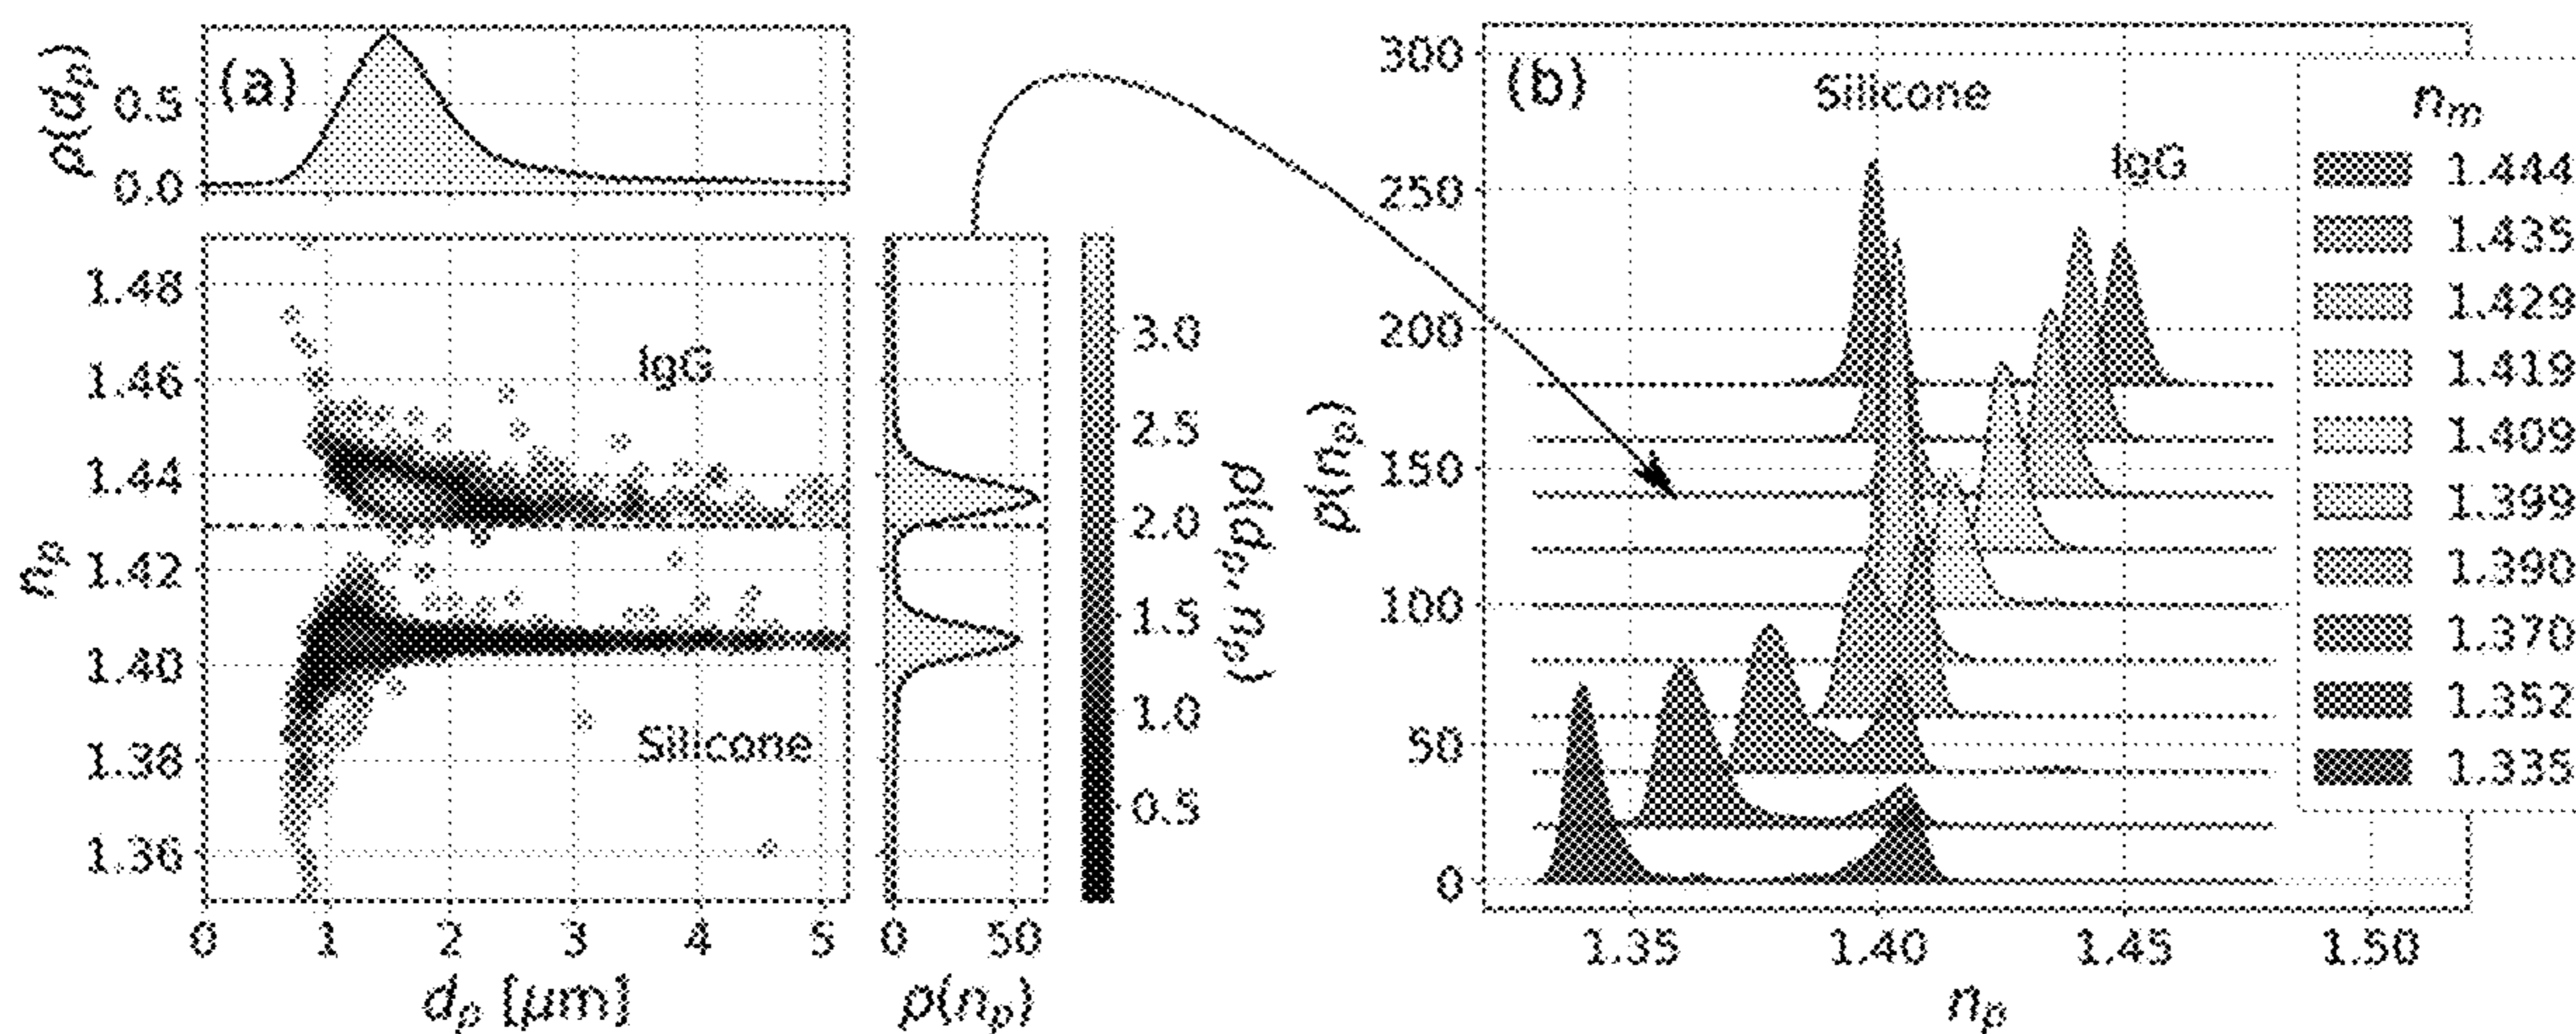 (a)
ρ(d_p)
0.5
0.0
IgG
Silicone
n_p
1.48
1.46
1.44
1.42
1.40
1.38
1.36
0 1 2 3 4 5
d_p [μm]
0 50
ρ(n_p)
3.0
2.5
2.0
1.5
1.0
0.5
ρ(d_p, n_p)
(b)
Silicone
IgG
ρ(n_p)
300
250
200
150
100
50
0
1.35 1.40 1.45 1.50
n_p
n_m
1.444
1.435
1.429
1.419
1.409
1.399
1.390
1.370
1.352
1.335